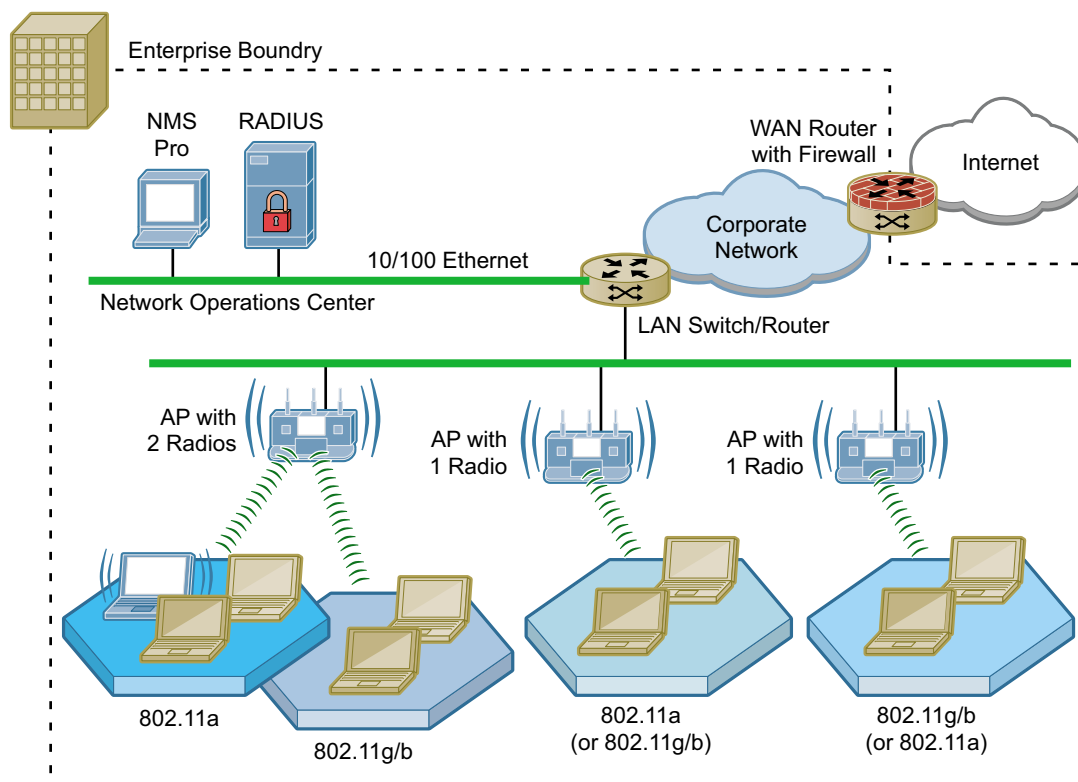 Enterprise Boundry
NMS
Pro
RADIUS
WAN Router
with Firewall
Internet
Corporate
Network
10/100 Ethernet
Network Operations Center
LAN Switch/Router
AP with
2 Radios
AP with
1 Radio
AP with
1 Radio
802.11a
802.11g/b
802.11a
(or 802.11g/b)
802.11g/b
(or 802.11a)